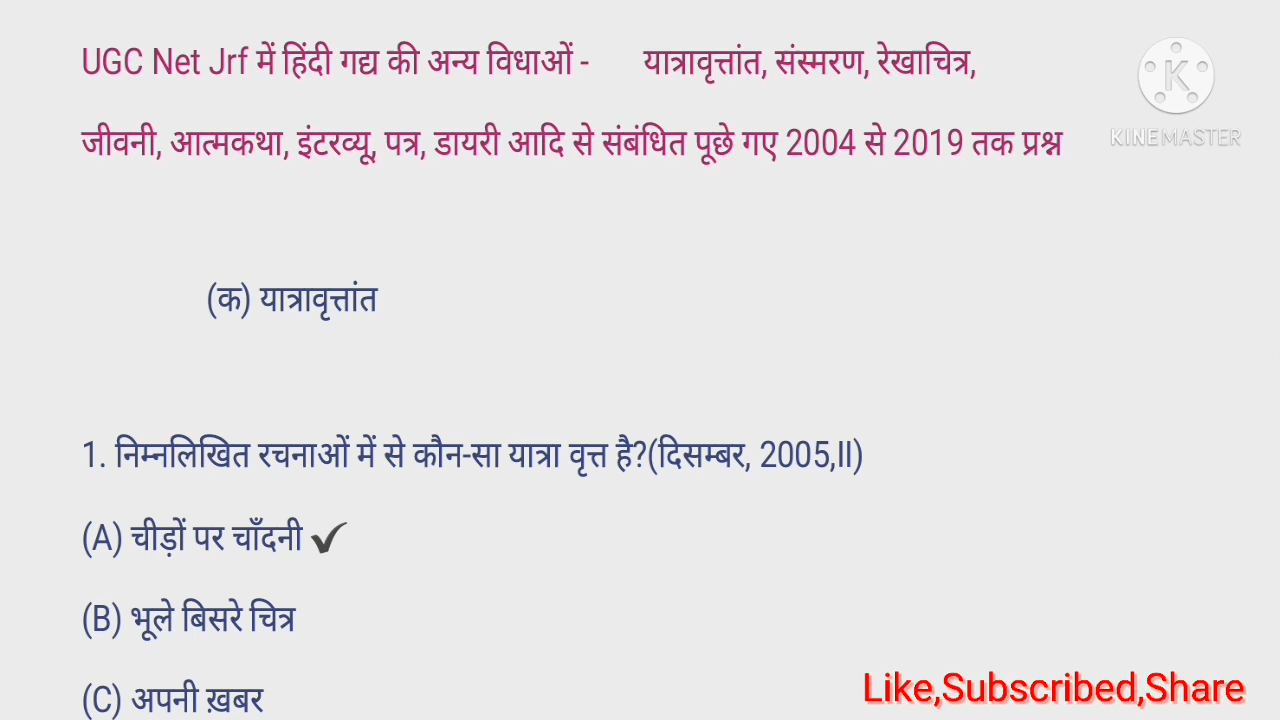 UGC Net Jrf में हिंदी गद्य की अन्य विधाओं - यात्रावृत्तांत, संस्मरण, रेखाचित्र,
जीवनी, आत्मकथा, इंटरव्यू, पत्र, डायरी आदि से संबंधित पूछे गए 2004 से 2019 तक प्रश्न
K
KINEMASTER
(क) यात्रावृत्तांत
1. निम्नलिखित रचनाओं में से कौन-सा यात्रा वृत्त है?(दिसम्बर, 2005,II)
(A) चीड़ों पर चाँदनी ✔
(B) भूले बिसरे चित्र
(C) अपनी ख़बर
Like,Subscribed,Share